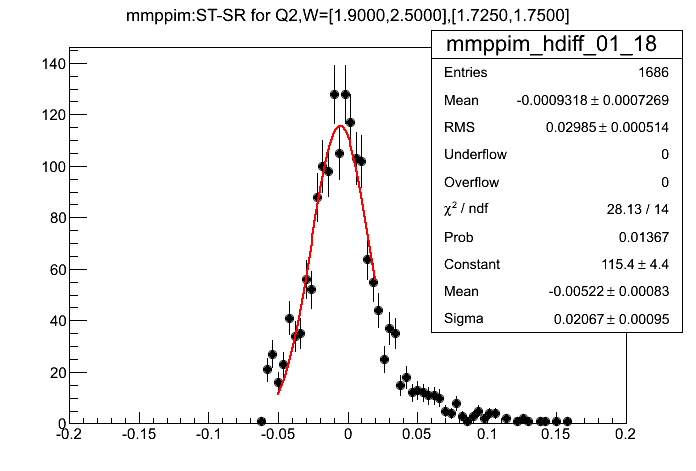 mmppim:ST-SR for Q2,W=[1.9000,2.5000],[1.7250,1.7500]
mmppim_hdiff_01_18
Entries 1686
Mean -0.0009318 ± 0.0007269
RMS 0.02985 ± 0.000514
Underflow 0
Overflow 0
χ² / ndf 28.13 / 14
Prob 0.01367
Constant 115.4 ± 4.4
Mean -0.00522 ± 0.00083
Sigma 0.02067 ± 0.00095
140
120
100
80
60
40
20
0
-0.2 -0.15 -0.1 -0.05 0 0.05 0.1 0.15 0.2